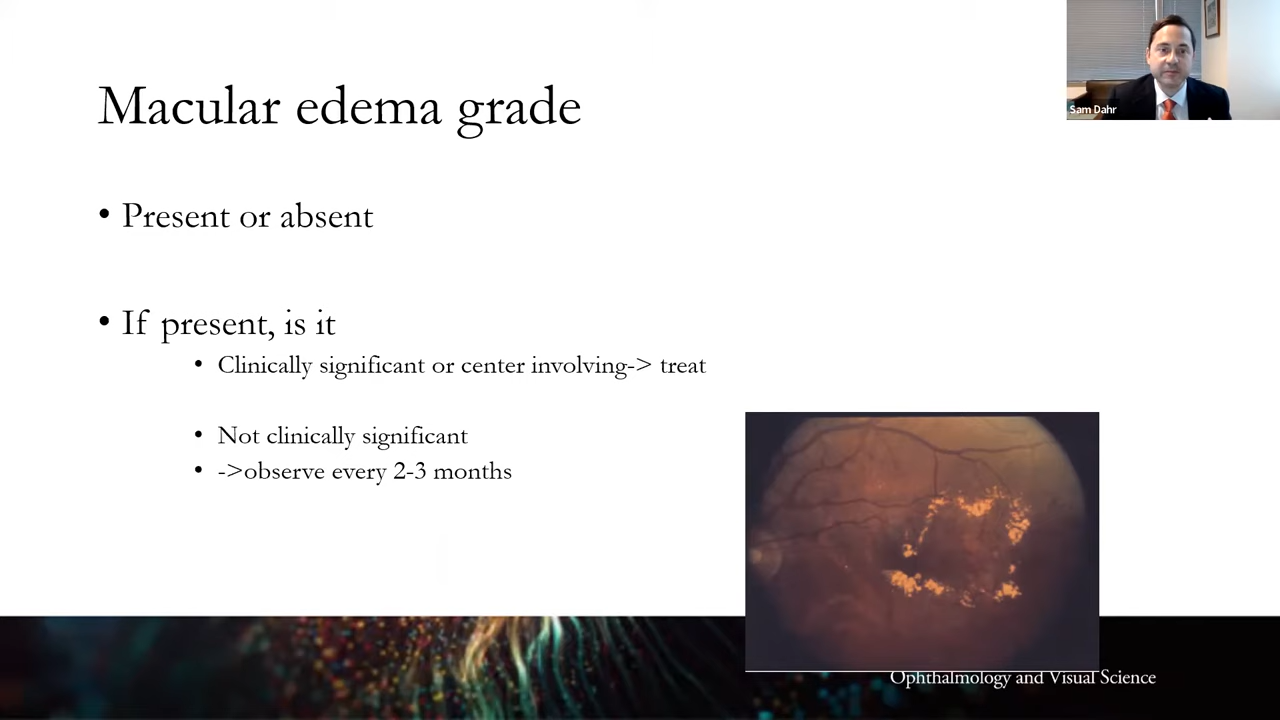 Sam Dahr
Macular edema grade
• Present or absent
• If present, is it
• Clinically significant or center involving-> treat
• Not clinically significant
• ->observe every 2-3 months
Ophthalmology and Visual Science